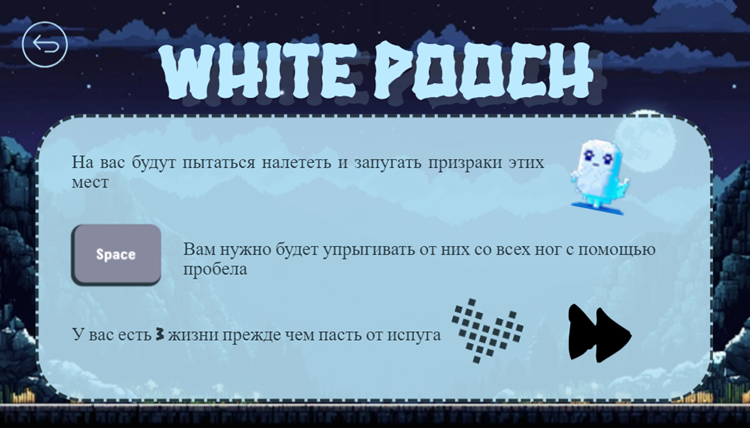 WHITE POOCH
На вас будут пытаться налететь и запугать призраки этих
мест
Space
Вам нужно будет упрыгивать от них со всех ног с помощью
пробела
У вас есть 3 жизни прежде чем пасть от испуга